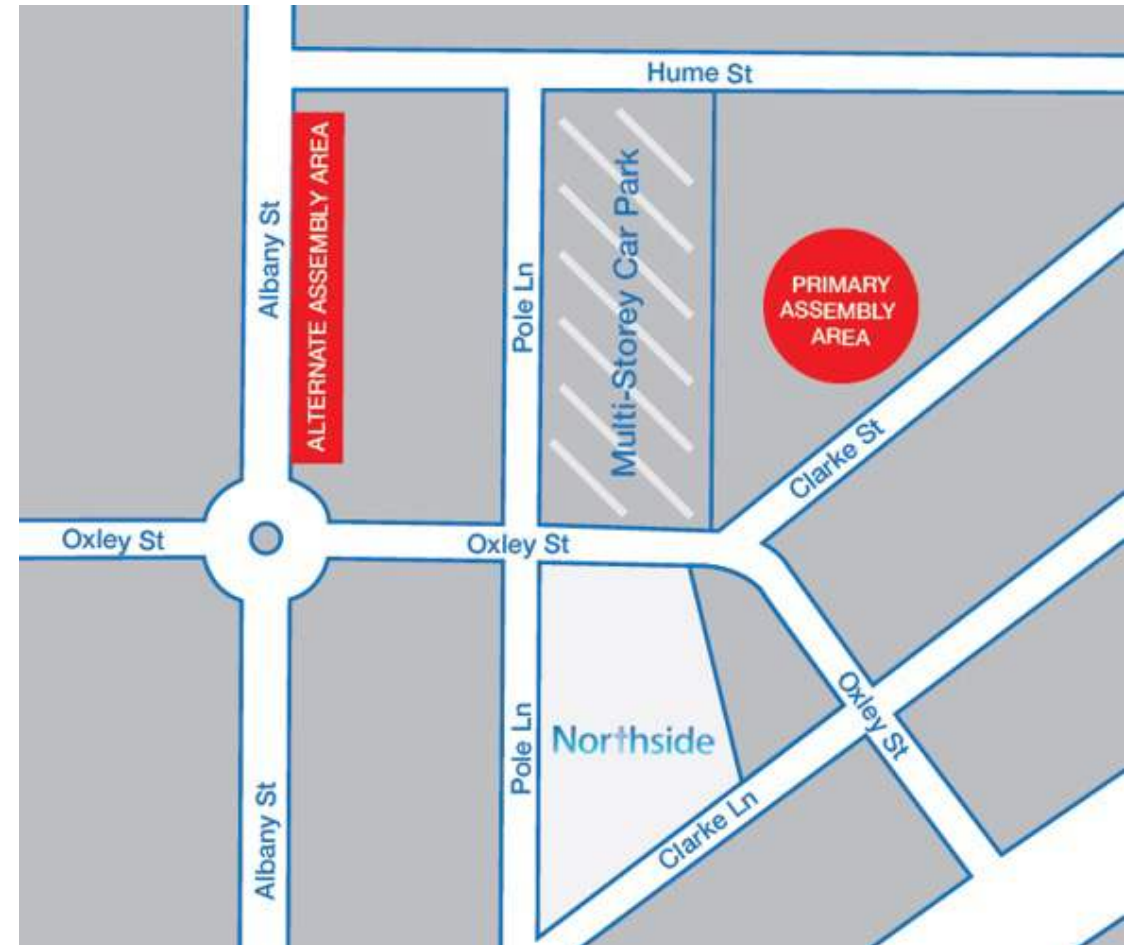 Hume St
ALTERNATE ASSEMBLY AREA
Albany St
Pole Ln
Multi-Storey Car Park
PRIMARY
ASSEMBLY
AREA
Clarke St
Oxley St
Oxley St
Oxley St
Northside
Pole Ln
Clarke Ln
Albany St